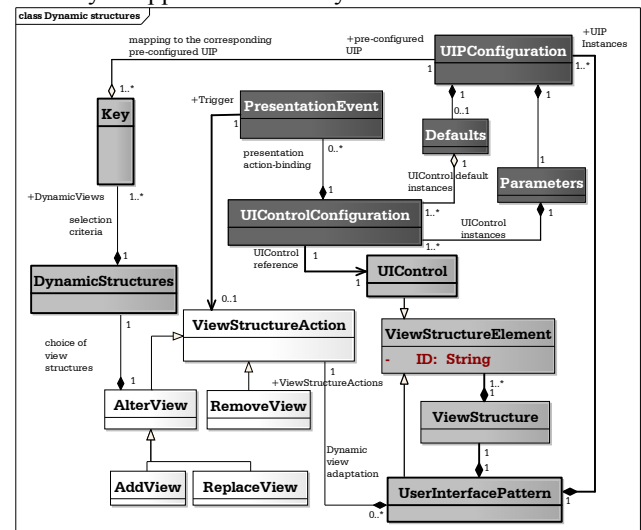 class Dynamic structures
mapping to the corresponding
pre-configured UIP
+pre-configured
UIP
UIPConfiguration
+UIP
Instances
1
1..*
1..*
Key
+Trigger
PresentationEvent
1
0..1
Defaults
0..*
presentation
action-binding
1
UIControl default
instances
1
Parameters
+DynamicViews
1..*
1
1
selection
criteria
UIControlConfiguration
1..*
UIControl
instances
1..*
1
DynamicStructures
UIControl
reference
1
1
UIControl
1
0..1
ViewStructureAction
ViewStructureElement
- ID: String
choice of
view
structures
1
+ViewStructureActions
1
AlterView
RemoveView
1..*
1
ViewStructure
Dynamic
view
adaptation
1
1
AddView
ReplaceView
UserInterfacePattern
1
0..*